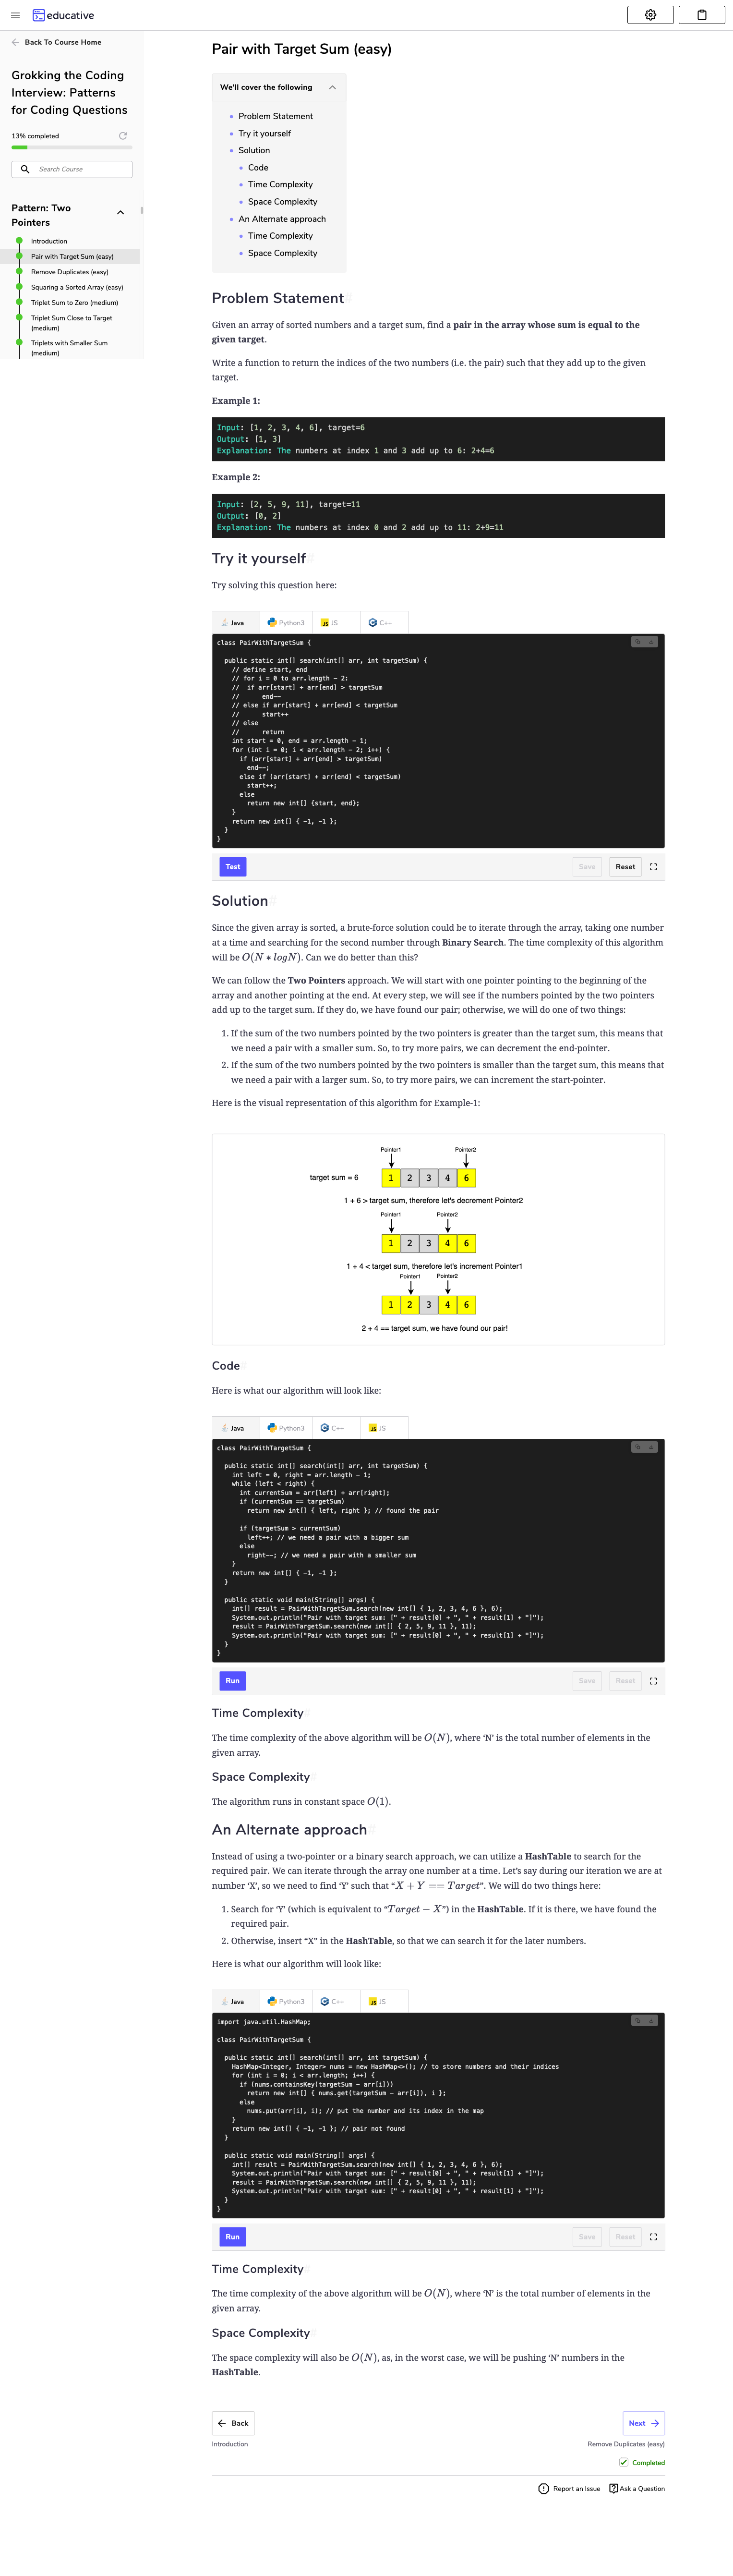 educative
Back To Course Home
Grokking the Coding
Interview: Patterns
for Coding Questions
13% completed
Search Course
Pattern: Two
Pointers
Introduction
Pair with Target Sum (easy)
Remove Duplicates (easy)
Squaring a Sorted Array (easy)
Triplet Sum to Zero (medium)
Triplet Sum Close to Target
(medium)
Triplets with Smaller Sum
(medium)
Pair with Target Sum (easy)
We'll cover the following
Problem Statement
Try it yourself
Solution
Code
Time Complexity
Space Complexity
An Alternate approach
Time Complexity
Space Complexity
Problem Statement
Given an array of sorted numbers and a target sum, find a pair in the array whose sum is equal to the
given target.
Write a function to return the indices of the two numbers (i.e. the pair) such that they add up to the given
target.
Example 1:
Input: [1, 2, 3, 4, 6], target=6
Output: [1, 3]
Explanation: The numbers at index 1 and 3 add up to 6: 2+4=6
Example 2:
Input: [2, 5, 9, 11], target=11
Output: [0, 2]
Explanation: The numbers at index 0 and 2 add up to 11: 2+9=11
Try it yourself
Try solving this question here:
Java Python3 JS C++
class PairWithTargetSum {
public static int[] search(int[] arr, int targetSum) {
// define start, end
// for i = 0 to arr.length - 2:
// if arr[start] + arr[end] > targetSum
// end--
// else if arr[start] + arr[end] < targetSum
// start++
// else
// return
int start = 0, end = arr.length - 1;
for (int i = 0; i < arr.length - 2; i++) {
if (arr[start] + arr[end] > targetSum)
end--;
else if (arr[start] + arr[end] < targetSum)
start++;
else
return new int[] {start, end};
}
return new int[] { -1, -1 };
}
}
Test Save Reset
Solution
Since the given array is sorted, a brute-force solution could be to iterate through the array, taking one number
at a time and searching for the second number through Binary Search. The time complexity of this algorithm
will be O(N ∗ logN). Can we do better than this?
We can follow the Two Pointers approach. We will start with one pointer pointing to the beginning of the
array and another pointing at the end. At every step, we will see if the numbers pointed by the two pointers
add up to the target sum. If they do, we have found our pair; otherwise, we will do one of two things:
1. If the sum of the two numbers pointed by the two pointers is greater than the target sum, this means that
we need a pair with a smaller sum. So, to try more pairs, we can decrement the end-pointer.
2. If the sum of the two numbers pointed by the two pointers is smaller than the target sum, this means that
we need a pair with a larger sum. So, to try more pairs, we can increment the start-pointer.
Here is the visual representation of this algorithm for Example-1:
Pointer1 Pointer2
target sum = 6 1 2 3 4 6
1 + 6 > target sum, therefore let's decrement Pointer2
Pointer1 Pointer2
1 2 3 4 6
1 + 4 < target sum, therefore let's increment Pointer1
Pointer1 Pointer2
1 2 3 4 6
2 + 4 == target sum, we have found our pair!
Code
Here is what our algorithm will look like:
Java Python3 C++ JS
class PairWithTargetSum {
public static int[] search(int[] arr, int targetSum) {
int left = 0, right = arr.length - 1;
while (left < right) {
int currentSum = arr[left] + arr[right];
if (currentSum == targetSum)
return new int[] { left, right }; // found the pair
if (targetSum > currentSum)
left++; // we need a pair with a bigger sum
else
right--; // we need a pair with a smaller sum
}
return new int[] { -1, -1 };
}
public static void main(String[] args) {
int[] result = PairWithTargetSum.search(new int[] { 1, 2, 3, 4, 6 }, 6);
System.out.println("Pair with target sum: [" + result[0] + ", " + result[1] + "]");
result = PairWithTargetSum.search(new int[] { 2, 5, 9, 11 }, 11);
System.out.println("Pair with target sum: [" + result[0] + ", " + result[1] + "]");
}
}
Run Save Reset
Time Complexity
The time complexity of the above algorithm will be O(N), where ‘N’ is the total number of elements in the
given array.
Space Complexity
The algorithm runs in constant space O(1).
An Alternate approach
Instead of using a two-pointer or a binary search approach, we can utilize a HashTable to search for the
required pair. We can iterate through the array one number at a time. Let’s say during our iteration we are at
number ‘X’, so we need to find ‘Y’ such that “X + Y == Target”. We will do two things here:
1. Search for ‘Y’ (which is equivalent to “Target − X”) in the HashTable. If it is there, we have found the
required pair.
2. Otherwise, insert “X” in the HashTable, so that we can search it for the later numbers.
Here is what our algorithm will look like:
Java Python3 C++ JS
import java.util.HashMap;
class PairWithTargetSum {
public static int[] search(int[] arr, int targetSum) {
HashMap<Integer, Integer> nums = new HashMap<>(); // to store numbers and their indices
for (int i = 0; i < arr.length; i++) {
if (nums.containsKey(targetSum - arr[i]))
return new int[] { nums.get(targetSum - arr[i]), i };
else
nums.put(arr[i], i); // put the number and its index in the map
}
return new int[] { -1, -1 }; // pair not found
}
public static void main(String[] args) {
int[] result = PairWithTargetSum.search(new int[] { 1, 2, 3, 4, 6 }, 6);
System.out.println("Pair with target sum: [" + result[0] + ", " + result[1] + "]");
result = PairWithTargetSum.search(new int[] { 2, 5, 9, 11 }, 11);
System.out.println("Pair with target sum: [" + result[0] + ", " + result[1] + "]");
}
}
Run Save Reset
Time Complexity
The time complexity of the above algorithm will be O(N), where ‘N’ is the total number of elements in the
given array.
Space Complexity
The space complexity will also be O(N), as, in the worst case, we will be pushing ‘N’ numbers in the
HashTable.
Back Next
Introduction Remove Duplicates (easy)
Completed
Report an Issue Ask a Question